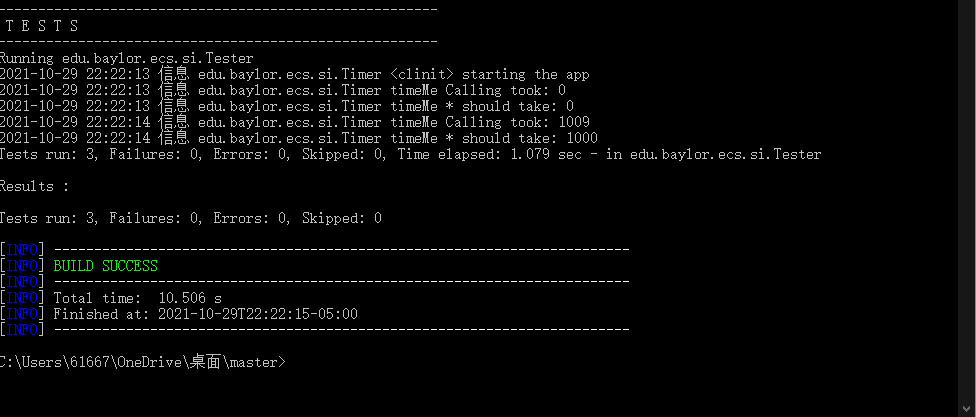 -------------------------------------------------------
 T E S T S
-------------------------------------------------------
Running edu.baylor.ecs.si.Tester
2021-10-29 22:22:13 信息 edu.baylor.ecs.si.Timer <clinit> starting the app
2021-10-29 22:22:13 信息 edu.baylor.ecs.si.Timer timeMe Calling took: 0
2021-10-29 22:22:13 信息 edu.baylor.ecs.si.Timer timeMe * should take: 0
2021-10-29 22:22:14 信息 edu.baylor.ecs.si.Timer timeMe Calling took: 1009
2021-10-29 22:22:14 信息 edu.baylor.ecs.si.Timer timeMe * should take: 1000
Tests run: 3, Failures: 0, Errors: 0, Skipped: 0, Time elapsed: 1.079 sec - in edu.baylor.ecs.si.Tester
Results :
Tests run: 3, Failures: 0, Errors: 0, Skipped: 0
[INFO] ------------------------------------------------------------------------
[INFO] BUILD SUCCESS
[INFO] ------------------------------------------------------------------------
[INFO] Total time:  10.506 s
[INFO] Finished at: 2021-10-29T22:22:15-05:00
[INFO] ------------------------------------------------------------------------
C:\Users\61667\OneDrive\桌面\master>